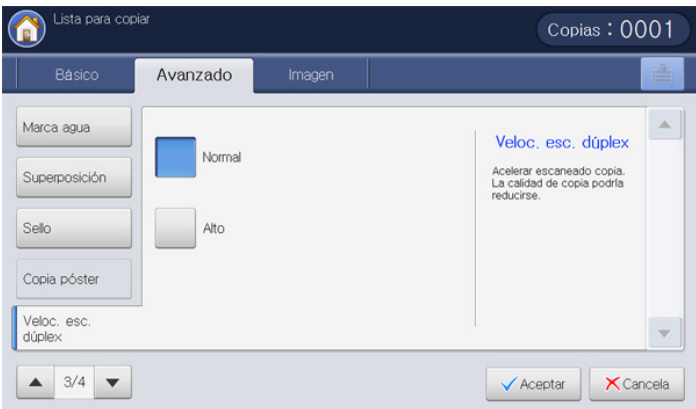 Lista para copiar
Copias : 0001
Básico
Avanzado
Imagen
Marca agua
Superposición
Sello
Copia póster
Veloc. esc.
dúplex
Normal
Alto
Veloc. esc. dúplex
Acelerar escaneado copia.
La calidad de copia podría
reducirse.
3/4
Aceptar
Cancela